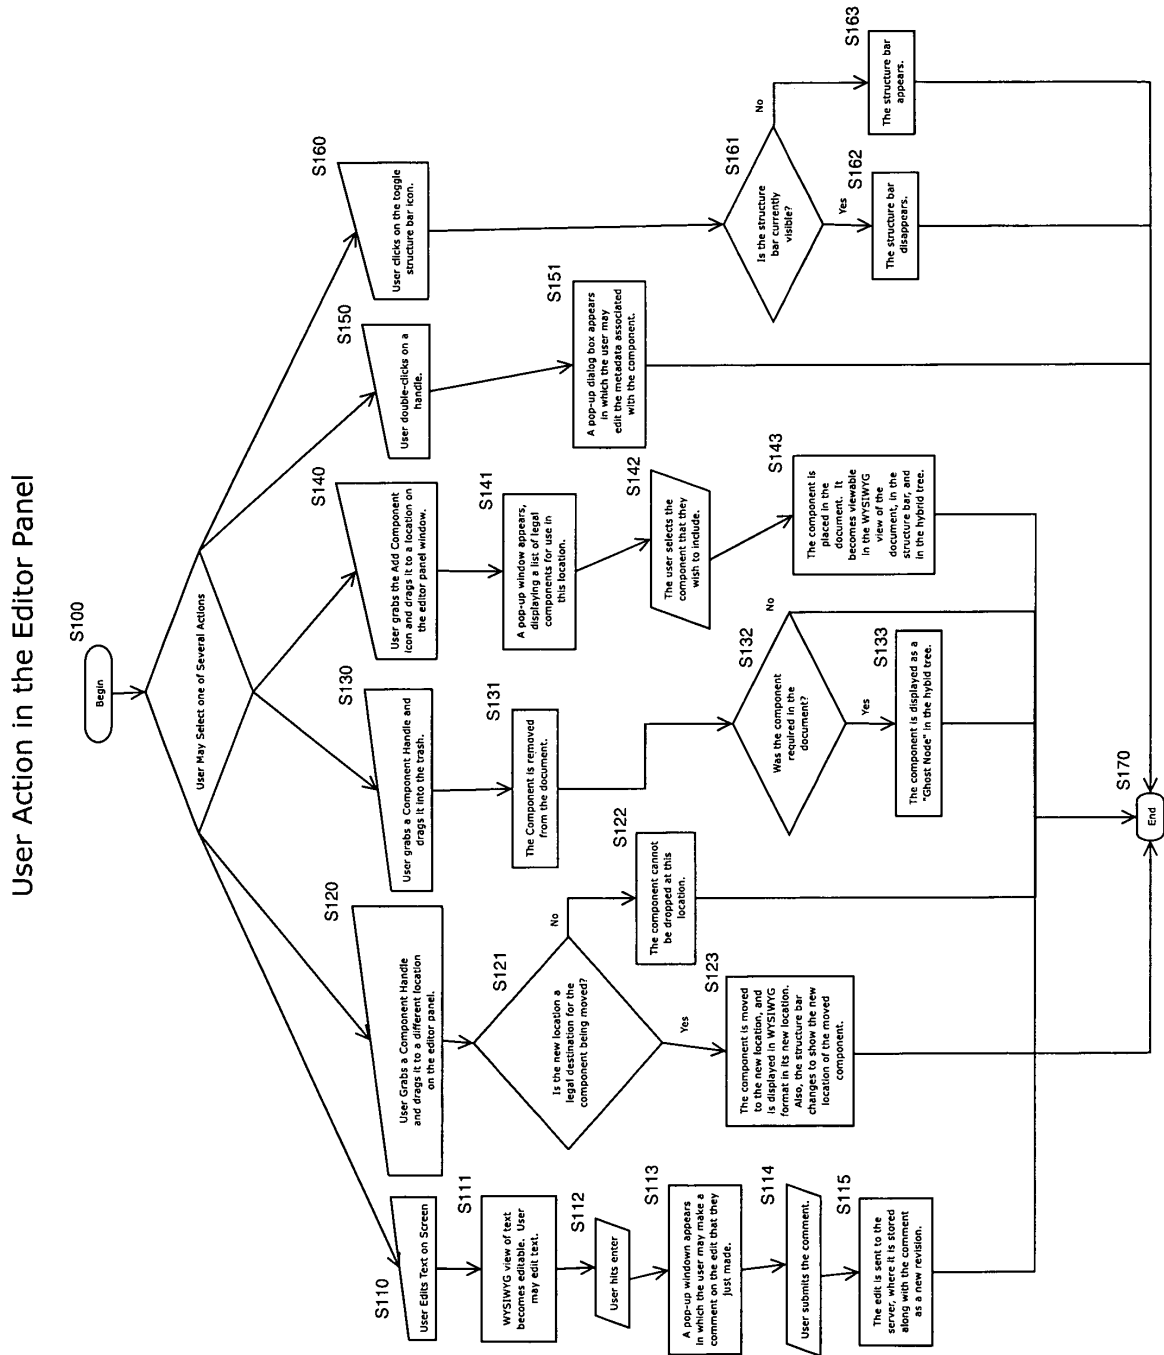 User Action in the Editor Panel
S100
Begin
User May Select one of Several Actions
S110
User Edits Text on Screen
S111
WYSIWYG view of text
becomes editable. User
may edit text.
S112
User hits enter
S113
A pop-up windown appears
in which the user may make a
comment on the edit that they
just made.
S114
User submits the comment.
S115
The edit is sent to the
server, where it is stored
along with the comment
as a new revision.
S120
User Grabs a Component Handle
and drags it to a different location
on the editor panel.
S121
Is the new location a
legal destination for the
component being moved?
No
Yes
S122
The component cannot
be dropped at this
location.
S123
The component is moved
to the new location, and
is displayed in WYSIWYG
format in its new location.
Also, the structure bar
changes to show the new
location of the moved
component.
S130
User grabs a Component Handle and
drags it into the trash.
S131
The Component is removed
from the document.
S132
Was the component
required in the
document?
No
Yes
S133
The component is displayed as a
"Ghost Node" in the hybid tree.
S140
User grabs the Add Component
icon and drags it to a location on
the editor panel window.
S141
A pop-up window appears,
displaying a list of legal
components for use in
this location.
S142
The user selects the
component that they
wish to include.
S143
The component is
placed in the
document. It
becomes viewable
in the WYSIWYG
view of the
document, in the
structure bar, and
in the hybrid tree.
S150
User double-clicks on a
handle.
S151
A pop-up dialog box appears
in which the user may
edit the metadata associated
with the component.
S160
User clicks on the toggle
structure bar icon.
S161
Is the structure
bar currently
visible?
No
Yes
S162
The structure bar
disappears.
S163
The structure bar
appears.
S170
End